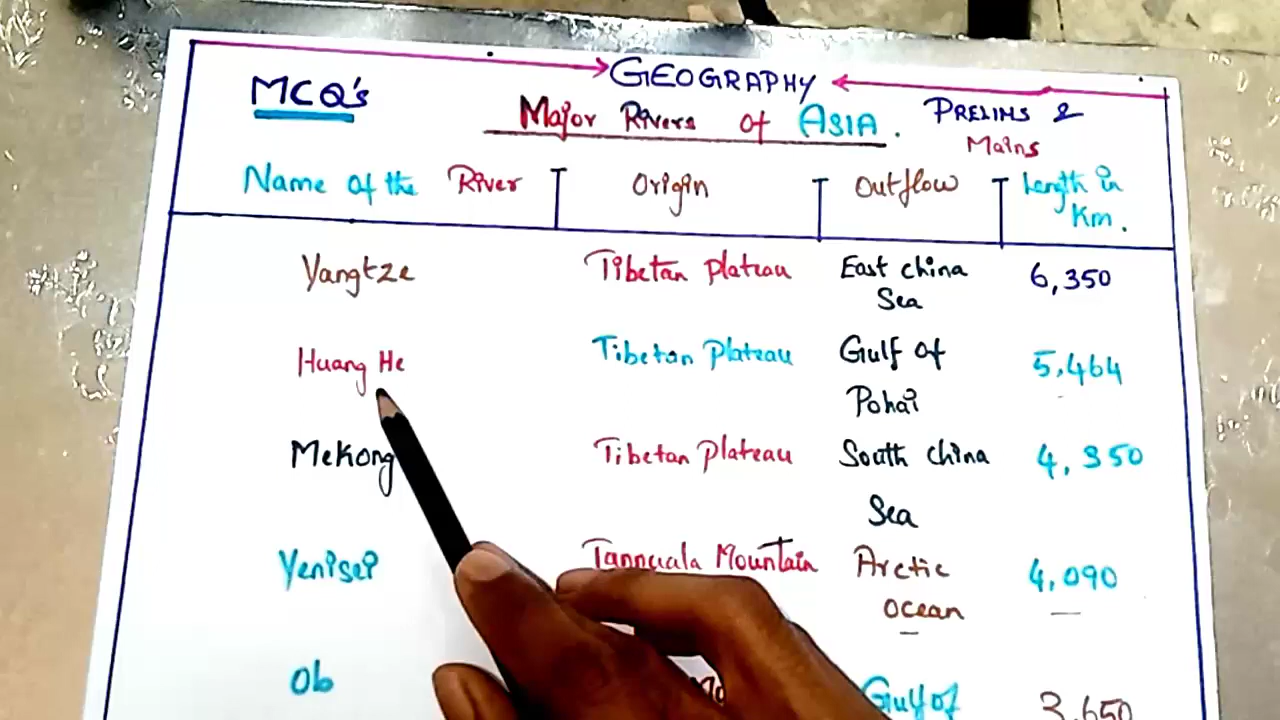 GEOGRAPHY
MCQ's
Major Rivers of ASIA.
PRELIMS &
Mains
Name of the River Origin Outflow Length in
Km.
Yangtze Tibetan plateau East china
Sea 6,350
Huang He Tibetan Plateau Gulf of
Pohai 5,464
Mekong Tibetan Plateau South china
Sea 4,350
Yenisei Tannuala Mountain Arctic
Ocean 4,090
Ob Gulf of 3,650